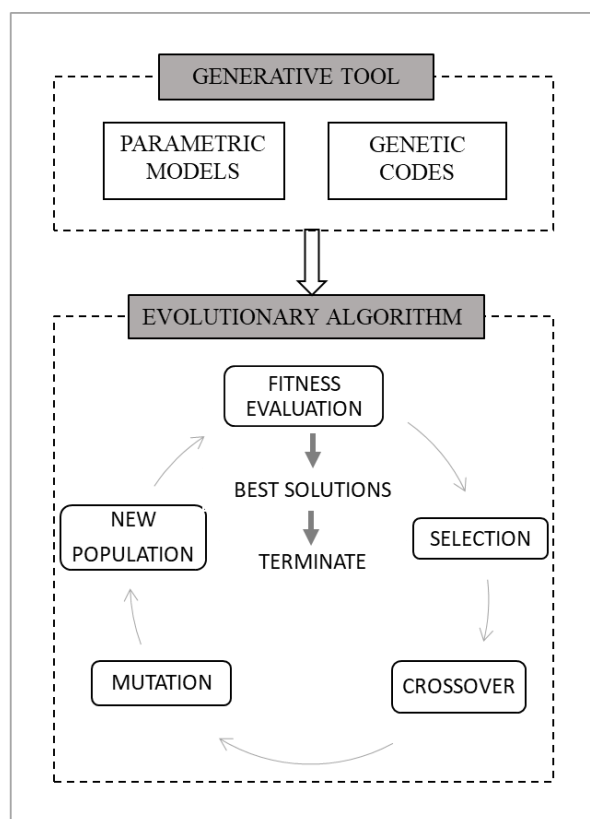 GENERATIVE TOOL
PARAMETRIC
MODELS
GENETIC
CODES
EVOLUTIONARY ALGORITHM
FITNESS
EVALUATION
BEST SOLUTIONS
NEW
POPULATION
SELECTION
TERMINATE
MUTATION
CROSSOVER